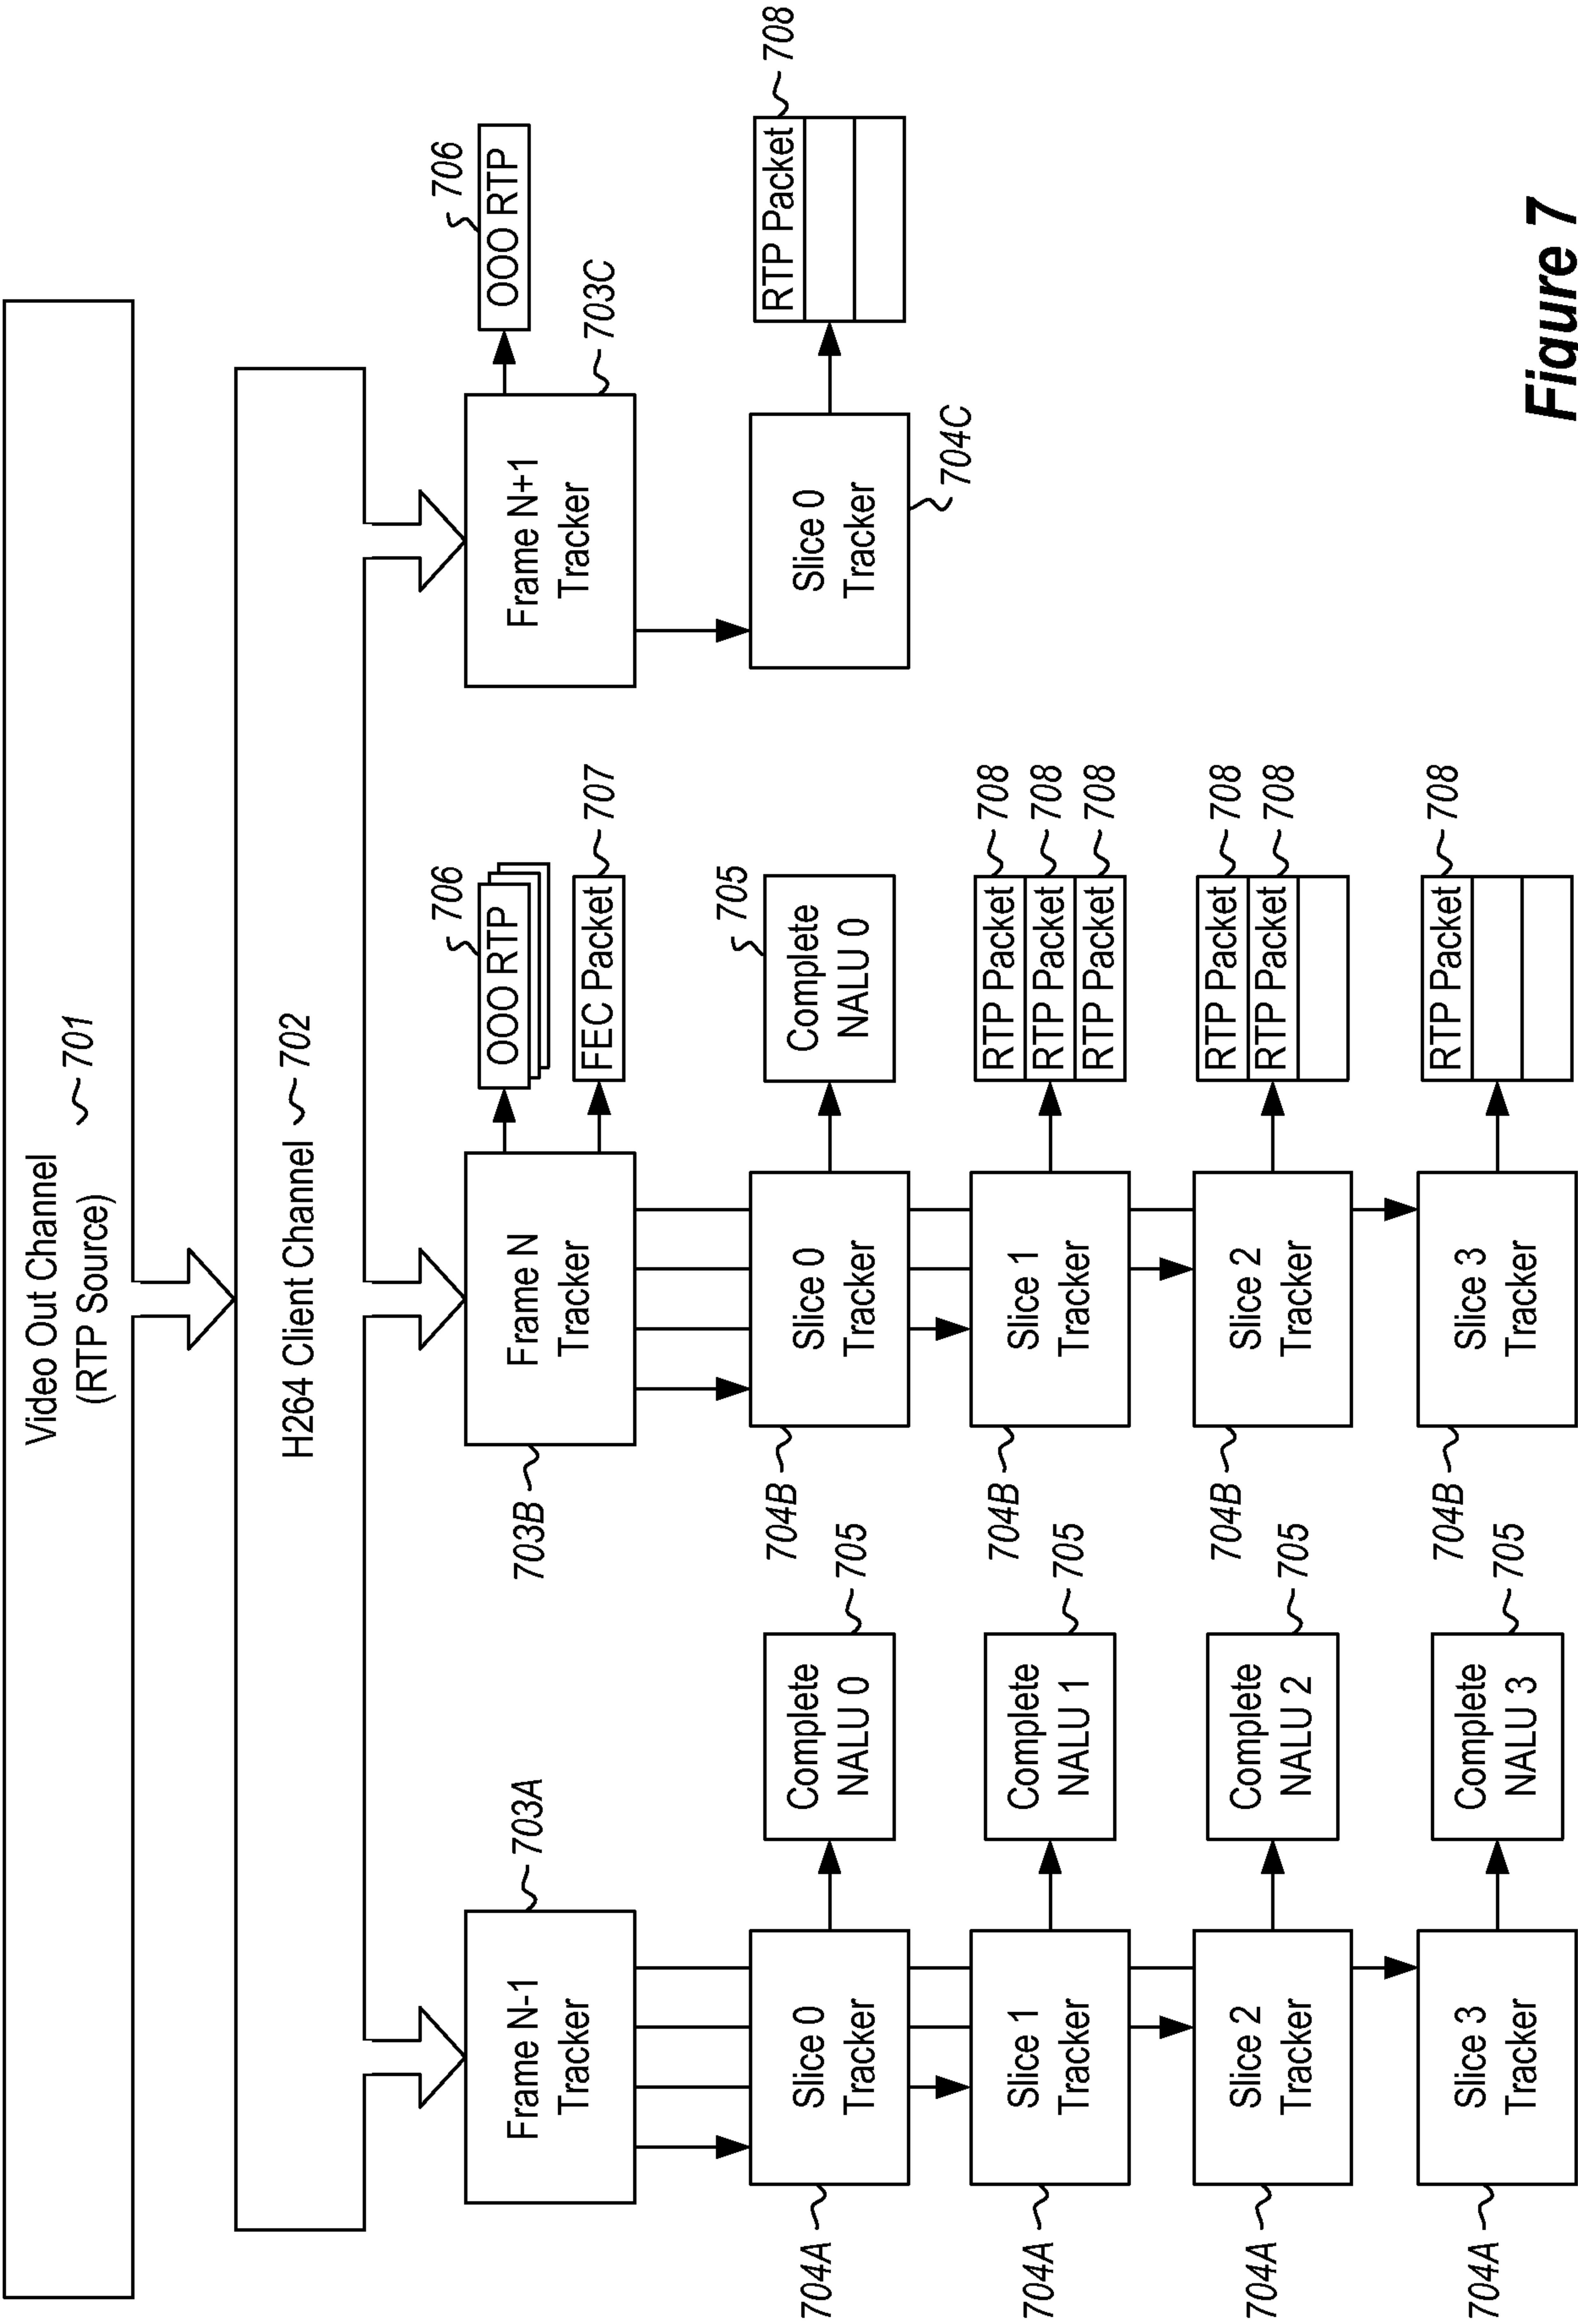 Video Out Channel
(RTP Source)
701
H264 Client Channel
702
Frame N-1
Tracker
703A
Slice 0
Tracker
704A
Complete
NALU 0
705
Slice 1
Tracker
704A
Complete
NALU 1
705
Slice 2
Tracker
704A
Complete
NALU 2
705
Slice 3
Tracker
704A
Complete
NALU 3
705
Frame N
Tracker
703B
OOO RTP
706
FEC Packet
707
Slice 0
Tracker
704B
Complete
NALU 0
705
Slice 1
Tracker
704B
RTP Packet
708
RTP Packet
708
RTP Packet
708
Slice 2
Tracker
704B
RTP Packet
708
RTP Packet
708
Slice 3
Tracker
704B
RTP Packet
708
Frame N+1
Tracker
703C
OOO RTP
706
Slice 0
Tracker
704C
RTP Packet
708
Figure 7